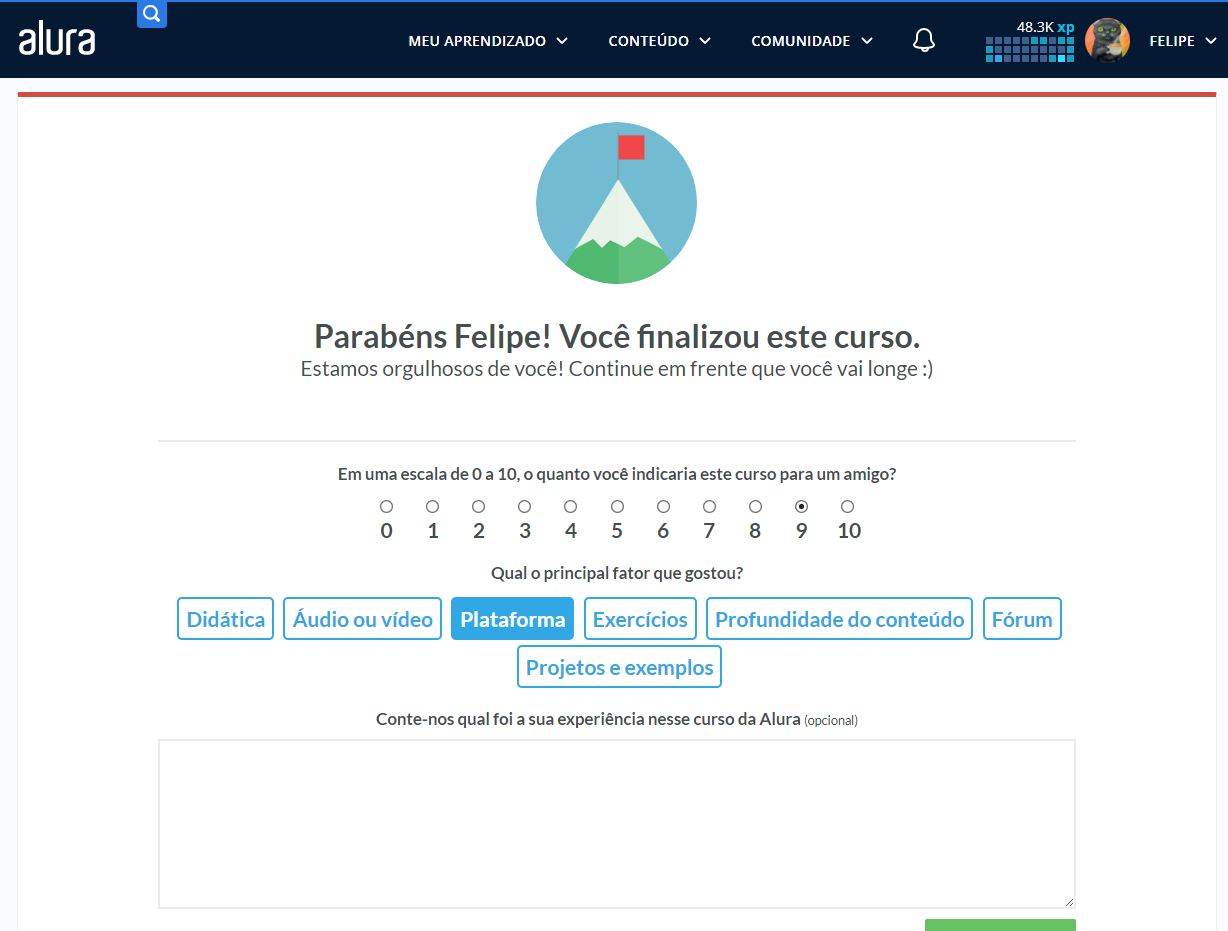 alura
MEU APRENDIZADO
CONTEÚDO
COMUNIDADE
48.3K xp
FELIPE
Parabéns Felipe! Você finalizou este curso.
Estamos orgulhosos de você! Continue em frente que você vai longe :)
Em uma escala de 0 a 10, o quanto você indicaria este curso para um amigo?
0 1 2 3 4 5 6 7 8 9 10
Qual o principal fator que gostou?
Didática Áudio ou vídeo Plataforma Exercícios Profundidade do conteúdo Fórum
Projetos e exemplos
Conte-nos qual foi a sua experiência nesse curso da Alura (opcional)